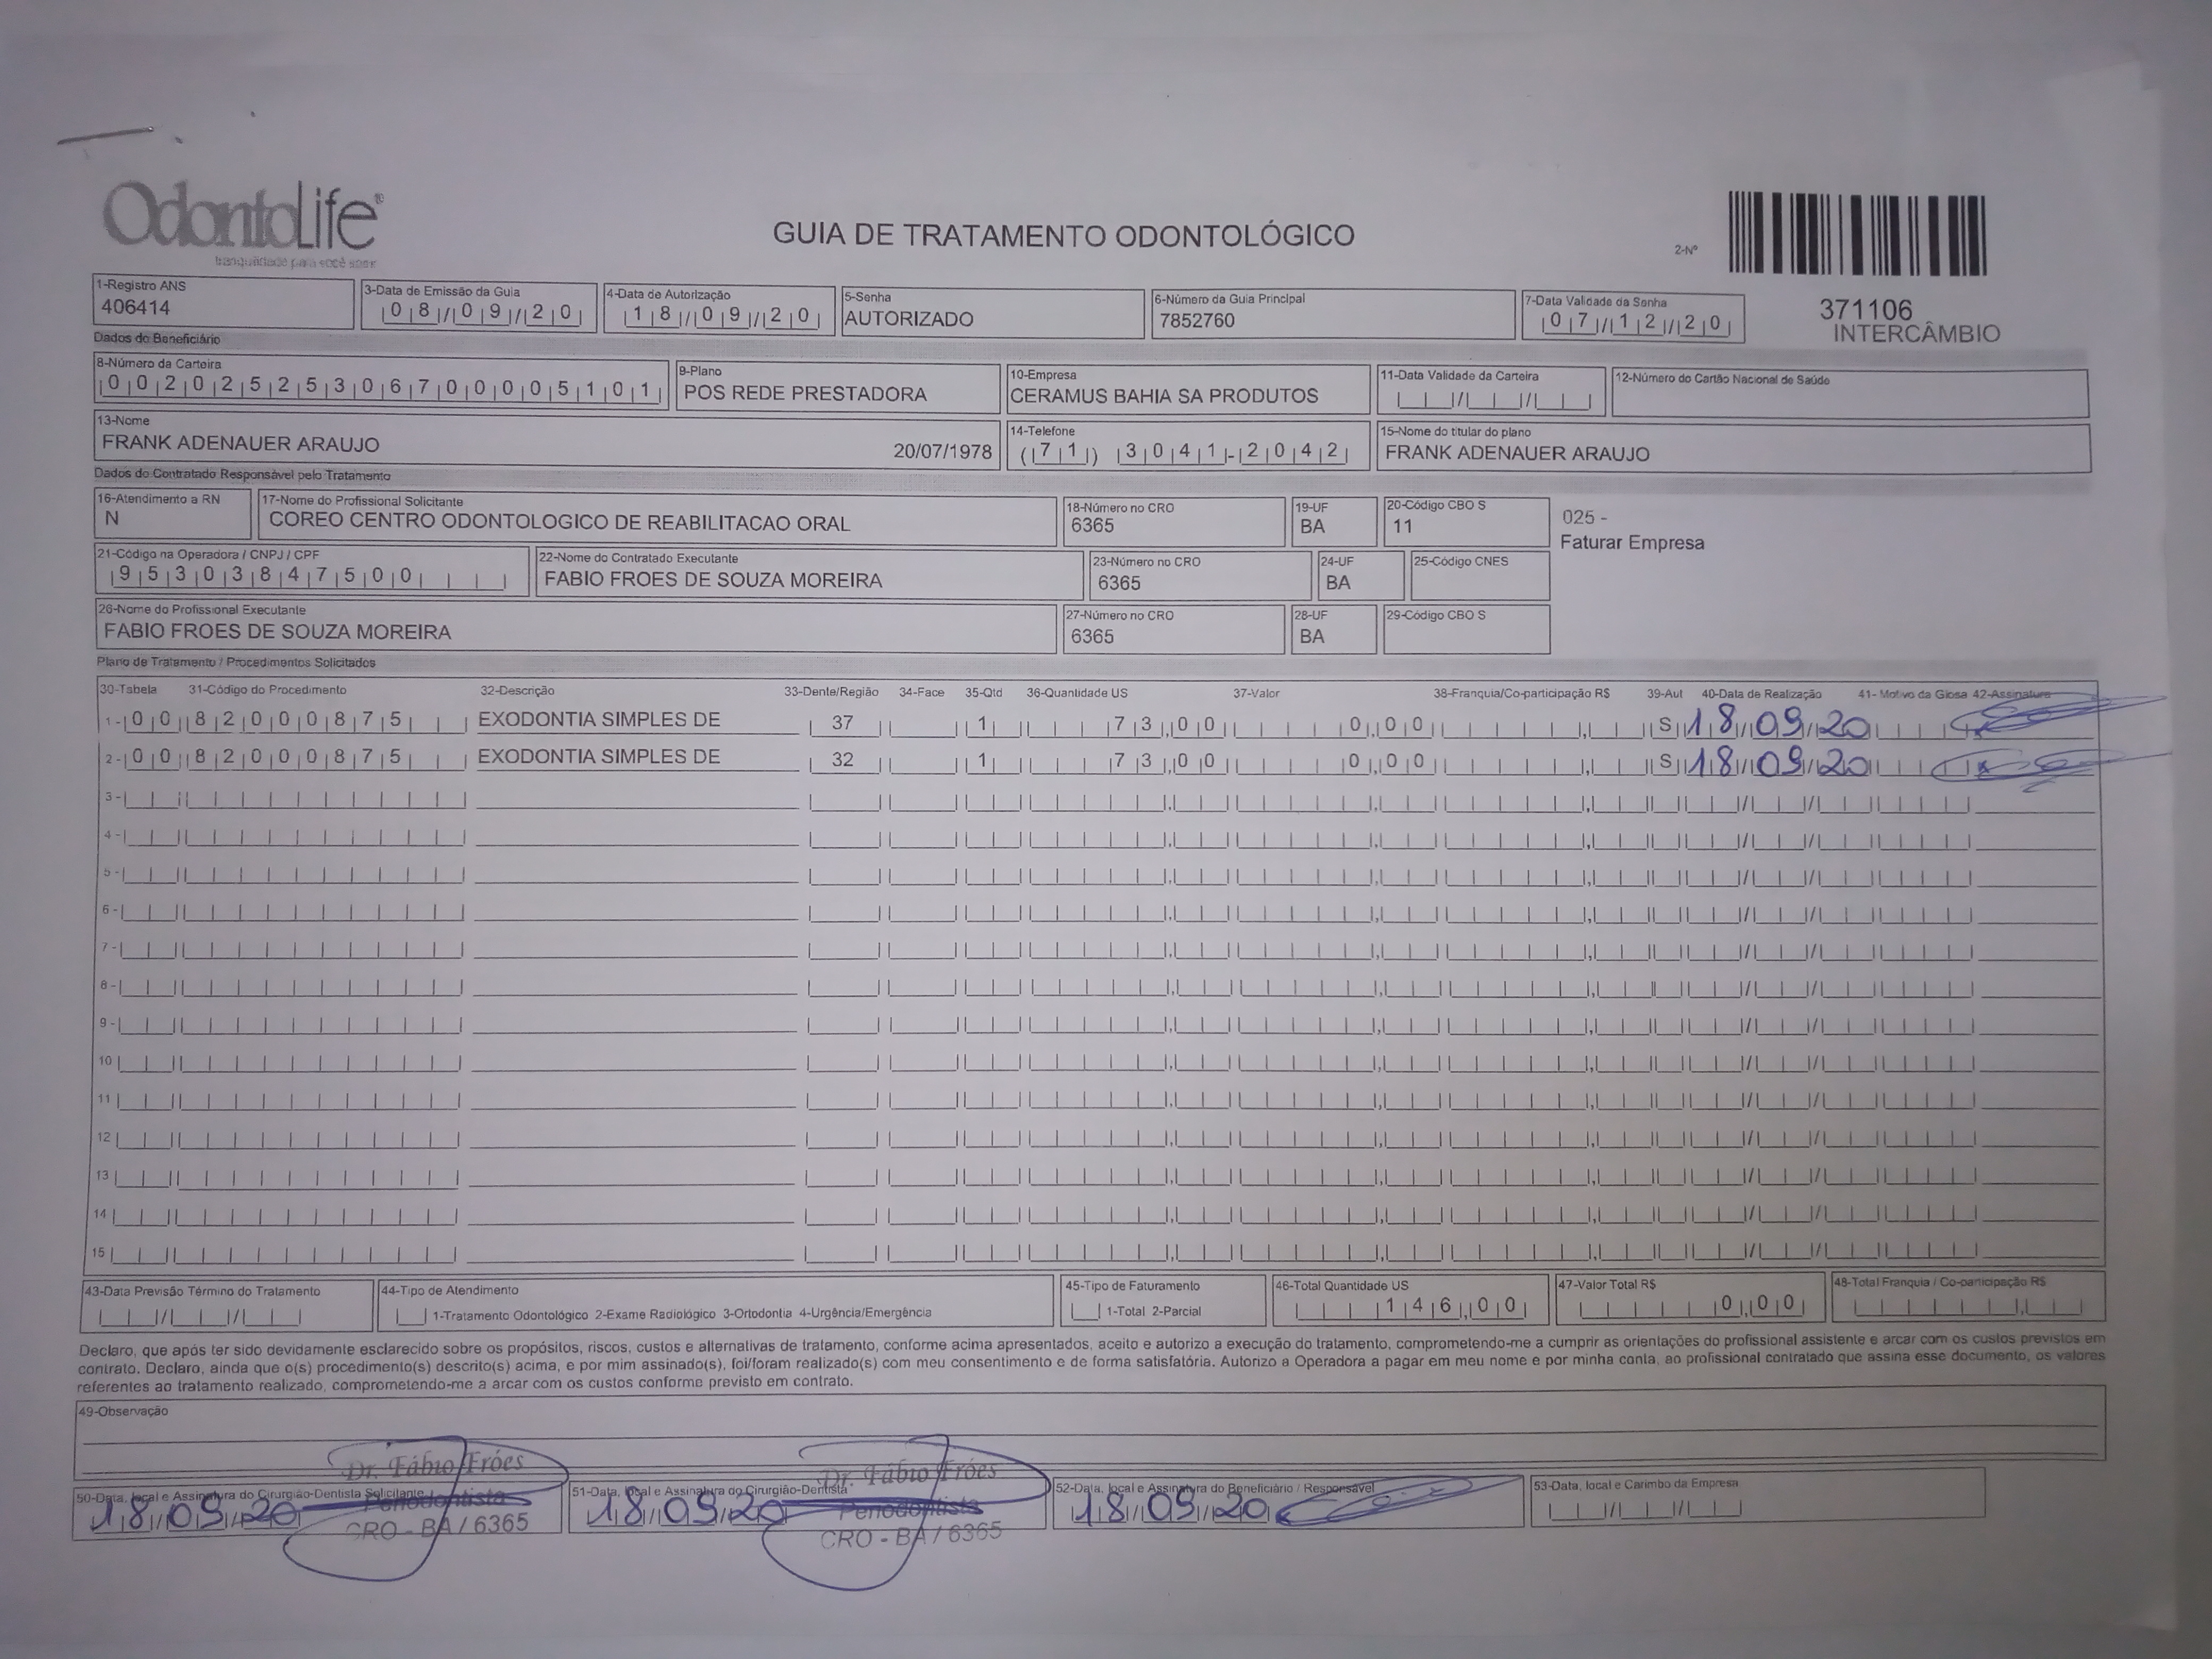 OdontoLife®
tranquilidade para você sorrir
GUIA DE TRATAMENTO ODONTOLÓGICO
2-Nº
371106
INTERCÂMBIO
1-Registro ANS
406414
3-Data de Emissão da Guia
08/09/20
4-Data de Autorização
18/09/20
5-Senha
AUTORIZADO
6-Número da Guia Principal
7852760
7-Data Validade da Senha
07/12/20
Dados do Beneficiário
8-Número da Carteira
00202525306700005101
9-Plano
POS REDE PRESTADORA
10-Empresa
CERAMUS BAHIA SA PRODUTOS
11-Data Validade da Carteira
12-Número do Cartão Nacional de Saúde
13-Nome
FRANK ADENAUER ARAUJO 20/07/1978
14-Telefone
(71) 3041-2042
15-Nome do titular do plano
FRANK ADENAUER ARAUJO
Dados do Contratado Responsável pelo Tratamento
16-Atendimento a RN
N
17-Nome do Profissional Solicitante
COREO CENTRO ODONTOLOGICO DE REABILITACAO ORAL
18-Número no CRO
6365
19-UF
BA
20-Código CBO S
11
025 -
Faturar Empresa
21-Código na Operadora / CNPJ / CPF
95303847500
22-Nome do Contratado Executante
FABIO FROES DE SOUZA MOREIRA
23-Número no CRO
6365
24-UF
BA
25-Código CNES
26-Nome do Profissional Executante
FABIO FROES DE SOUZA MOREIRA
27-Número no CRO
6365
28-UF
BA
29-Código CBO S
Plano de Tratamento / Procedimentos Solicitados
30-Tabela 31-Código do Procedimento 32-Descrição 33-Dente/Região 34-Face 35-Qtd 36-Quantidade US 37-Valor 38-Franquia/Co-participação R$ 39-Aut 40-Data de Realização 41- Motivo da Glosa 42-Assinatura
1- 00 82000875 EXODONTIA SIMPLES DE 37 1 73,00 0,00 S 18/09/20
2- 00 82000875 EXODONTIA SIMPLES DE 32 1 73,00 0,00 S 18/09/20
3-
4-
5-
6-
7-
8-
9-
10
11
12
13
14
15
43-Data Previsão Término do Tratamento
44-Tipo de Atendimento
1-Tratamento Odontológico 2-Exame Radiológico 3-Ortodontia 4-Urgência/Emergência
45-Tipo de Faturamento
1-Total 2-Parcial
46-Total Quantidade US
146,00
47-Valor Total R$
0,00
48-Total Franquia / Co-participação R$
Declaro, que após ter sido devidamente esclarecido sobre os propósitos, riscos, custos e alternativas de tratamento, conforme acima apresentados, aceito e autorizo a execução do tratamento, comprometendo-me a cumprir as orientações do profissional assistente e arcar com os custos previstos em
contrato. Declaro, ainda que o(s) procedimento(s) descrito(s) acima, e por mim assinado(s), foi/foram realizado(s) com meu consentimento e de forma satisfatória. Autorizo a Operadora a pagar em meu nome e por minha conta, ao profissional contratado que assina esse documento, os valores
referentes ao tratamento realizado, comprometendo-me a arcar com os custos conforme previsto em contrato.
49-Observação
50-Data, local e Assinatura do Cirurgião-Dentista Solicitante
18/09/20
Dr. Fábio Fróes
Periodontista
CRO - BA / 6365
51-Data, local e Assinatura do Cirurgião-Dentista
18/09/20
Dr. Fábio Fróes
Periodontista
CRO - BA / 6365
52-Data, local e Assinatura do Beneficiário / Responsável
18/09/20
53-Data, local e Carimbo da Empresa